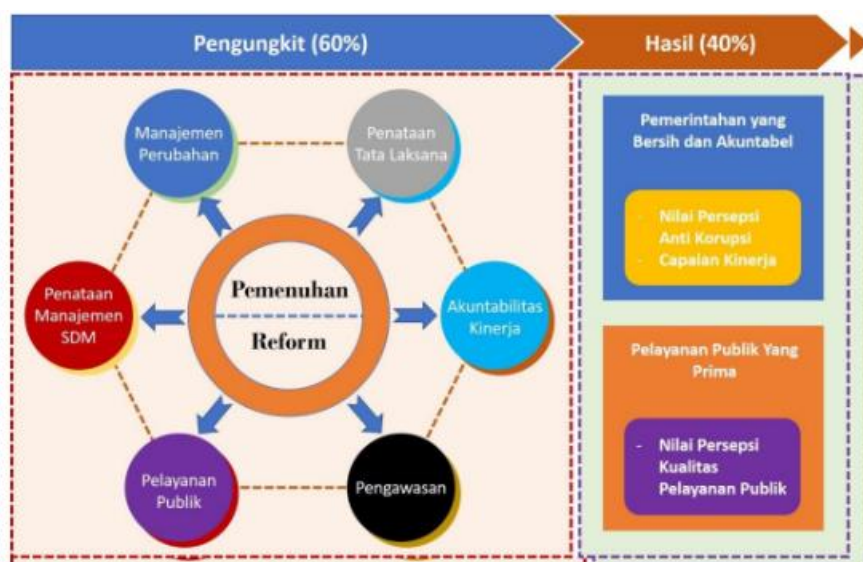 Pengungkit (60%)
Hasil (40%)
Manajemen
Perubahan
Penataan
Tata Laksana
Penataan
Manajemen
SDM
Pemenuhan
Reform
Akuntabilitas
Kinerja
Pelayanan
Publik
Pengawasan
Pemerintahan yang
Bersih dan Akuntabel
- Nilai Persepsi
Anti Korupsi
- Capaian Kinerja
Pelayanan Publik Yang
Prima
- Nilai Persepsi
Kualitas
Pelayanan Publik